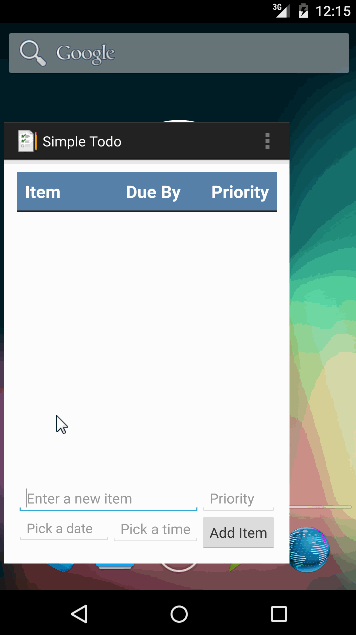 3G 12:15
Google
Simple Todo
Item Due By Priority
Enter a new item Priority
Pick a date Pick a time Add Item